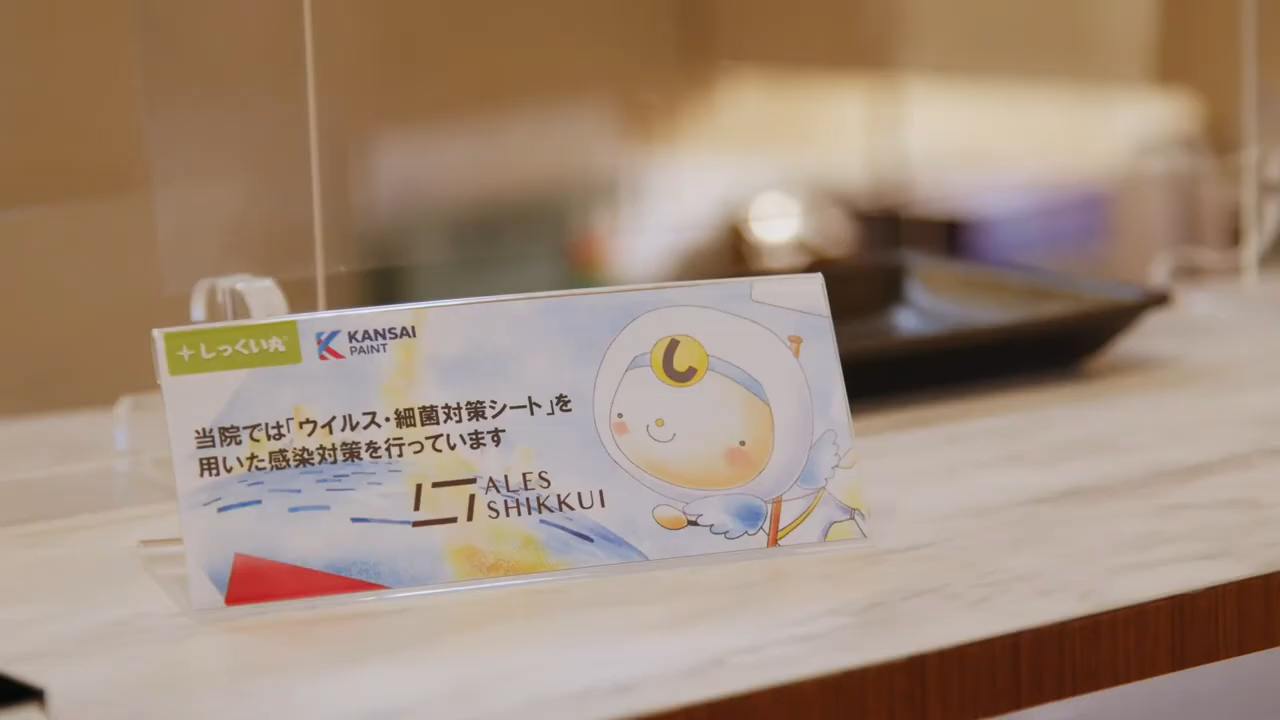 しっくい丸
KANSAI
PAINT
当院では「ウイルス・細菌対策シート」を
用いた感染対策を行っています
ALES
SHIKKUI
し